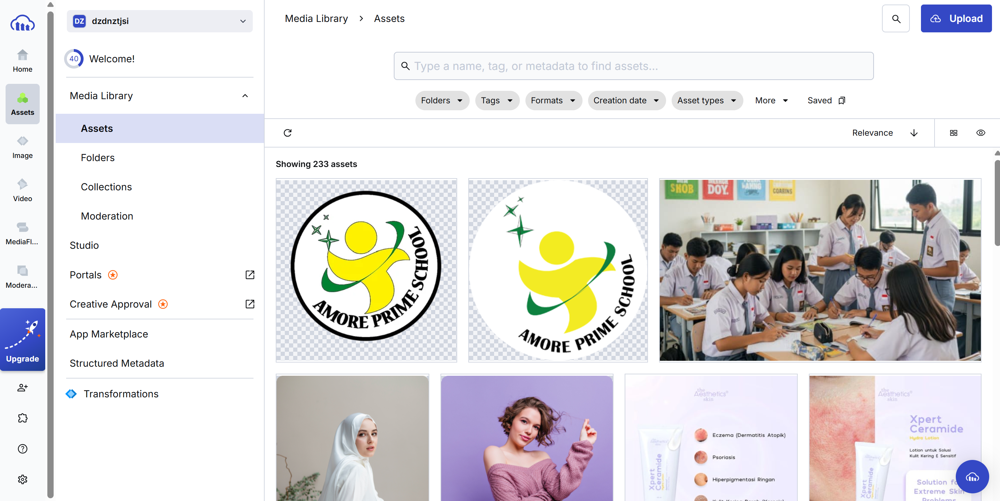 DZ dzdnztjsi
40 Welcome!
Home
Assets
Image
Video
MediaFl...
Modera...
Upgrade
Media Library
Assets
Folders
Collections
Moderation
Studio
Portals
Creative Approval
App Marketplace
Structured Metadata
Transformations
Media Library > Assets
Upload
Type a name, tag, or metadata to find assets...
Folders
Tags
Formats
Creation date
Asset types
More
Saved
Relevance
Showing 233 assets
AMORE PRIME SCHOOL
AMORE PRIME SCHOOL
SKOB
DOY.
COARINS
the
Aesthetics®
skin
Xpert
Ceramide
Eczema (Dermatitis Atopik)
Psoriasis
Hiperpigmentasi Ringan
the
Aesthetics®
skin
Xpert
Ceramide
Hydra Lotion
Lotion untuk Solusi
Kulit Kering & Sensitif
Xpert
Ceramide
Solution fo
Extreme Skin
Problems